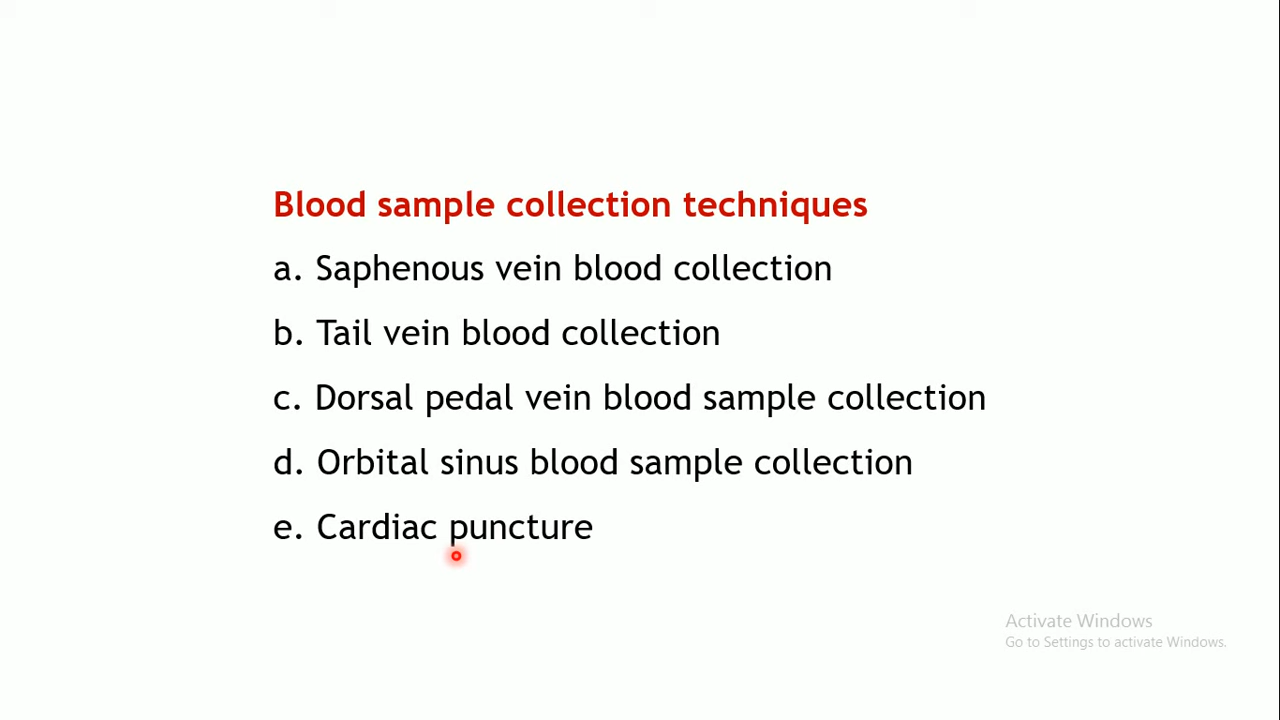 Blood sample collection techniques
a. Saphenous vein blood collection
b. Tail vein blood collection
c. Dorsal pedal vein blood sample collection
d. Orbital sinus blood sample collection
e. Cardiac puncture
Activate Windows
Go to Settings to activate Windows.